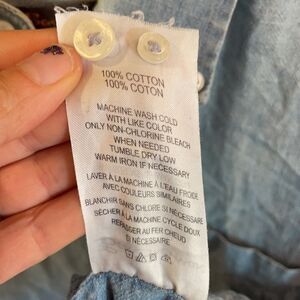 100% COTTON
100% COTON
MACHINE WASH COLD
WITH LIKE COLOR
ONLY NON-CHLORINE BLEACH
WHEN NEEDED
TUMBLE DRY LOW
WARM IRON IF NECESSARY
LAVER A LA MACHINE À L'EAU FROIDE
AVEC COULEURS SIMILAIRES
BLANCHIR SANS CHLORE SI NÉCESSAIRE
SÉCHER À LA MACHINE CYCLE DOUX
REPASSER AU FER CHAUD
SI NÉCESSAIRE